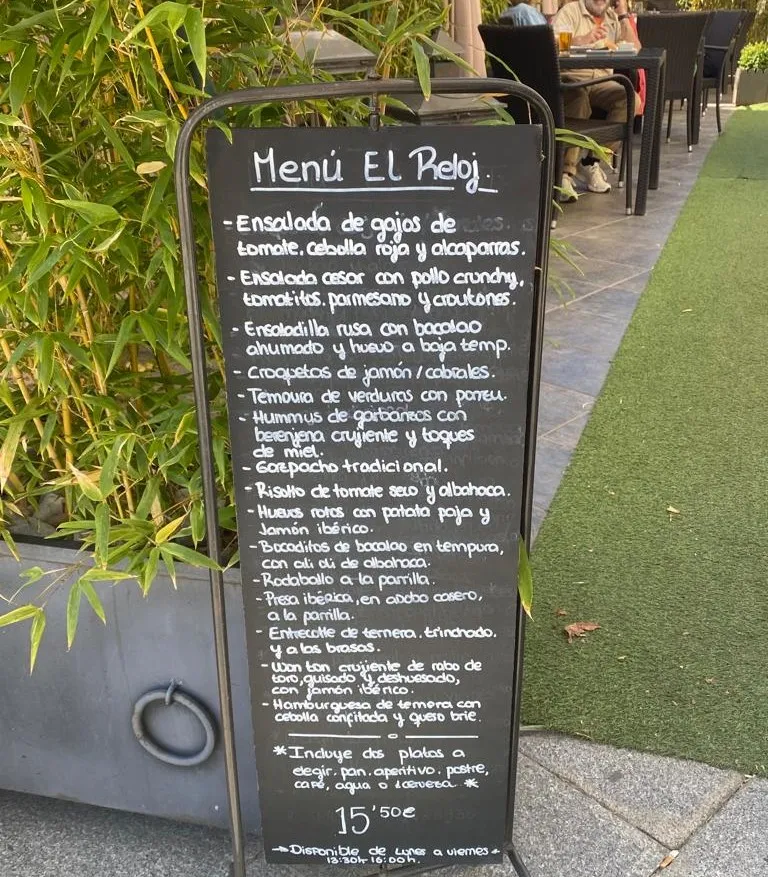 Menú El Reloj.
- Ensalada de gajos de
tomate, cebolla roja y alcaparras.
- Ensalada cesar con pollo crunchy,
tomatitos, parmesano y croutones.
- Ensaladilla rusa con bacalao
ahumado y huevo a baja temp.
- Croquetas de jamón / cabrales.
- Temoura de verduras con porreu.
- Hummus de garbanzos con
berenjena crujiente y toques
de miel.
- Gazpacho tradicional.
- Risotto de tomate seco y albahaca.
- Huevos rotos con patata paja y
Jamón ibérico.
- Bocaditos de bacalao en tempura,
con ali oli de albahaca.
- Rodaballo a la parrilla.
- Presa ibérica, en adobo casero,
a la parrilla.
- Entrecotte de ternera, trinchado,
y a las brasas.
- Wan tan crujiente de rabo de
toro, guisado y deshuesado,
con jamón ibérico.
- Hamburguesa de ternera con
cebolla confitada y queso brie.
* Incluye dos platos a
elegir, pan, aperitivo, postre,
café, agua o 1 cerveza *
15'50€
→ Disponible de Lunes a viernes
13:30h-16:00h.